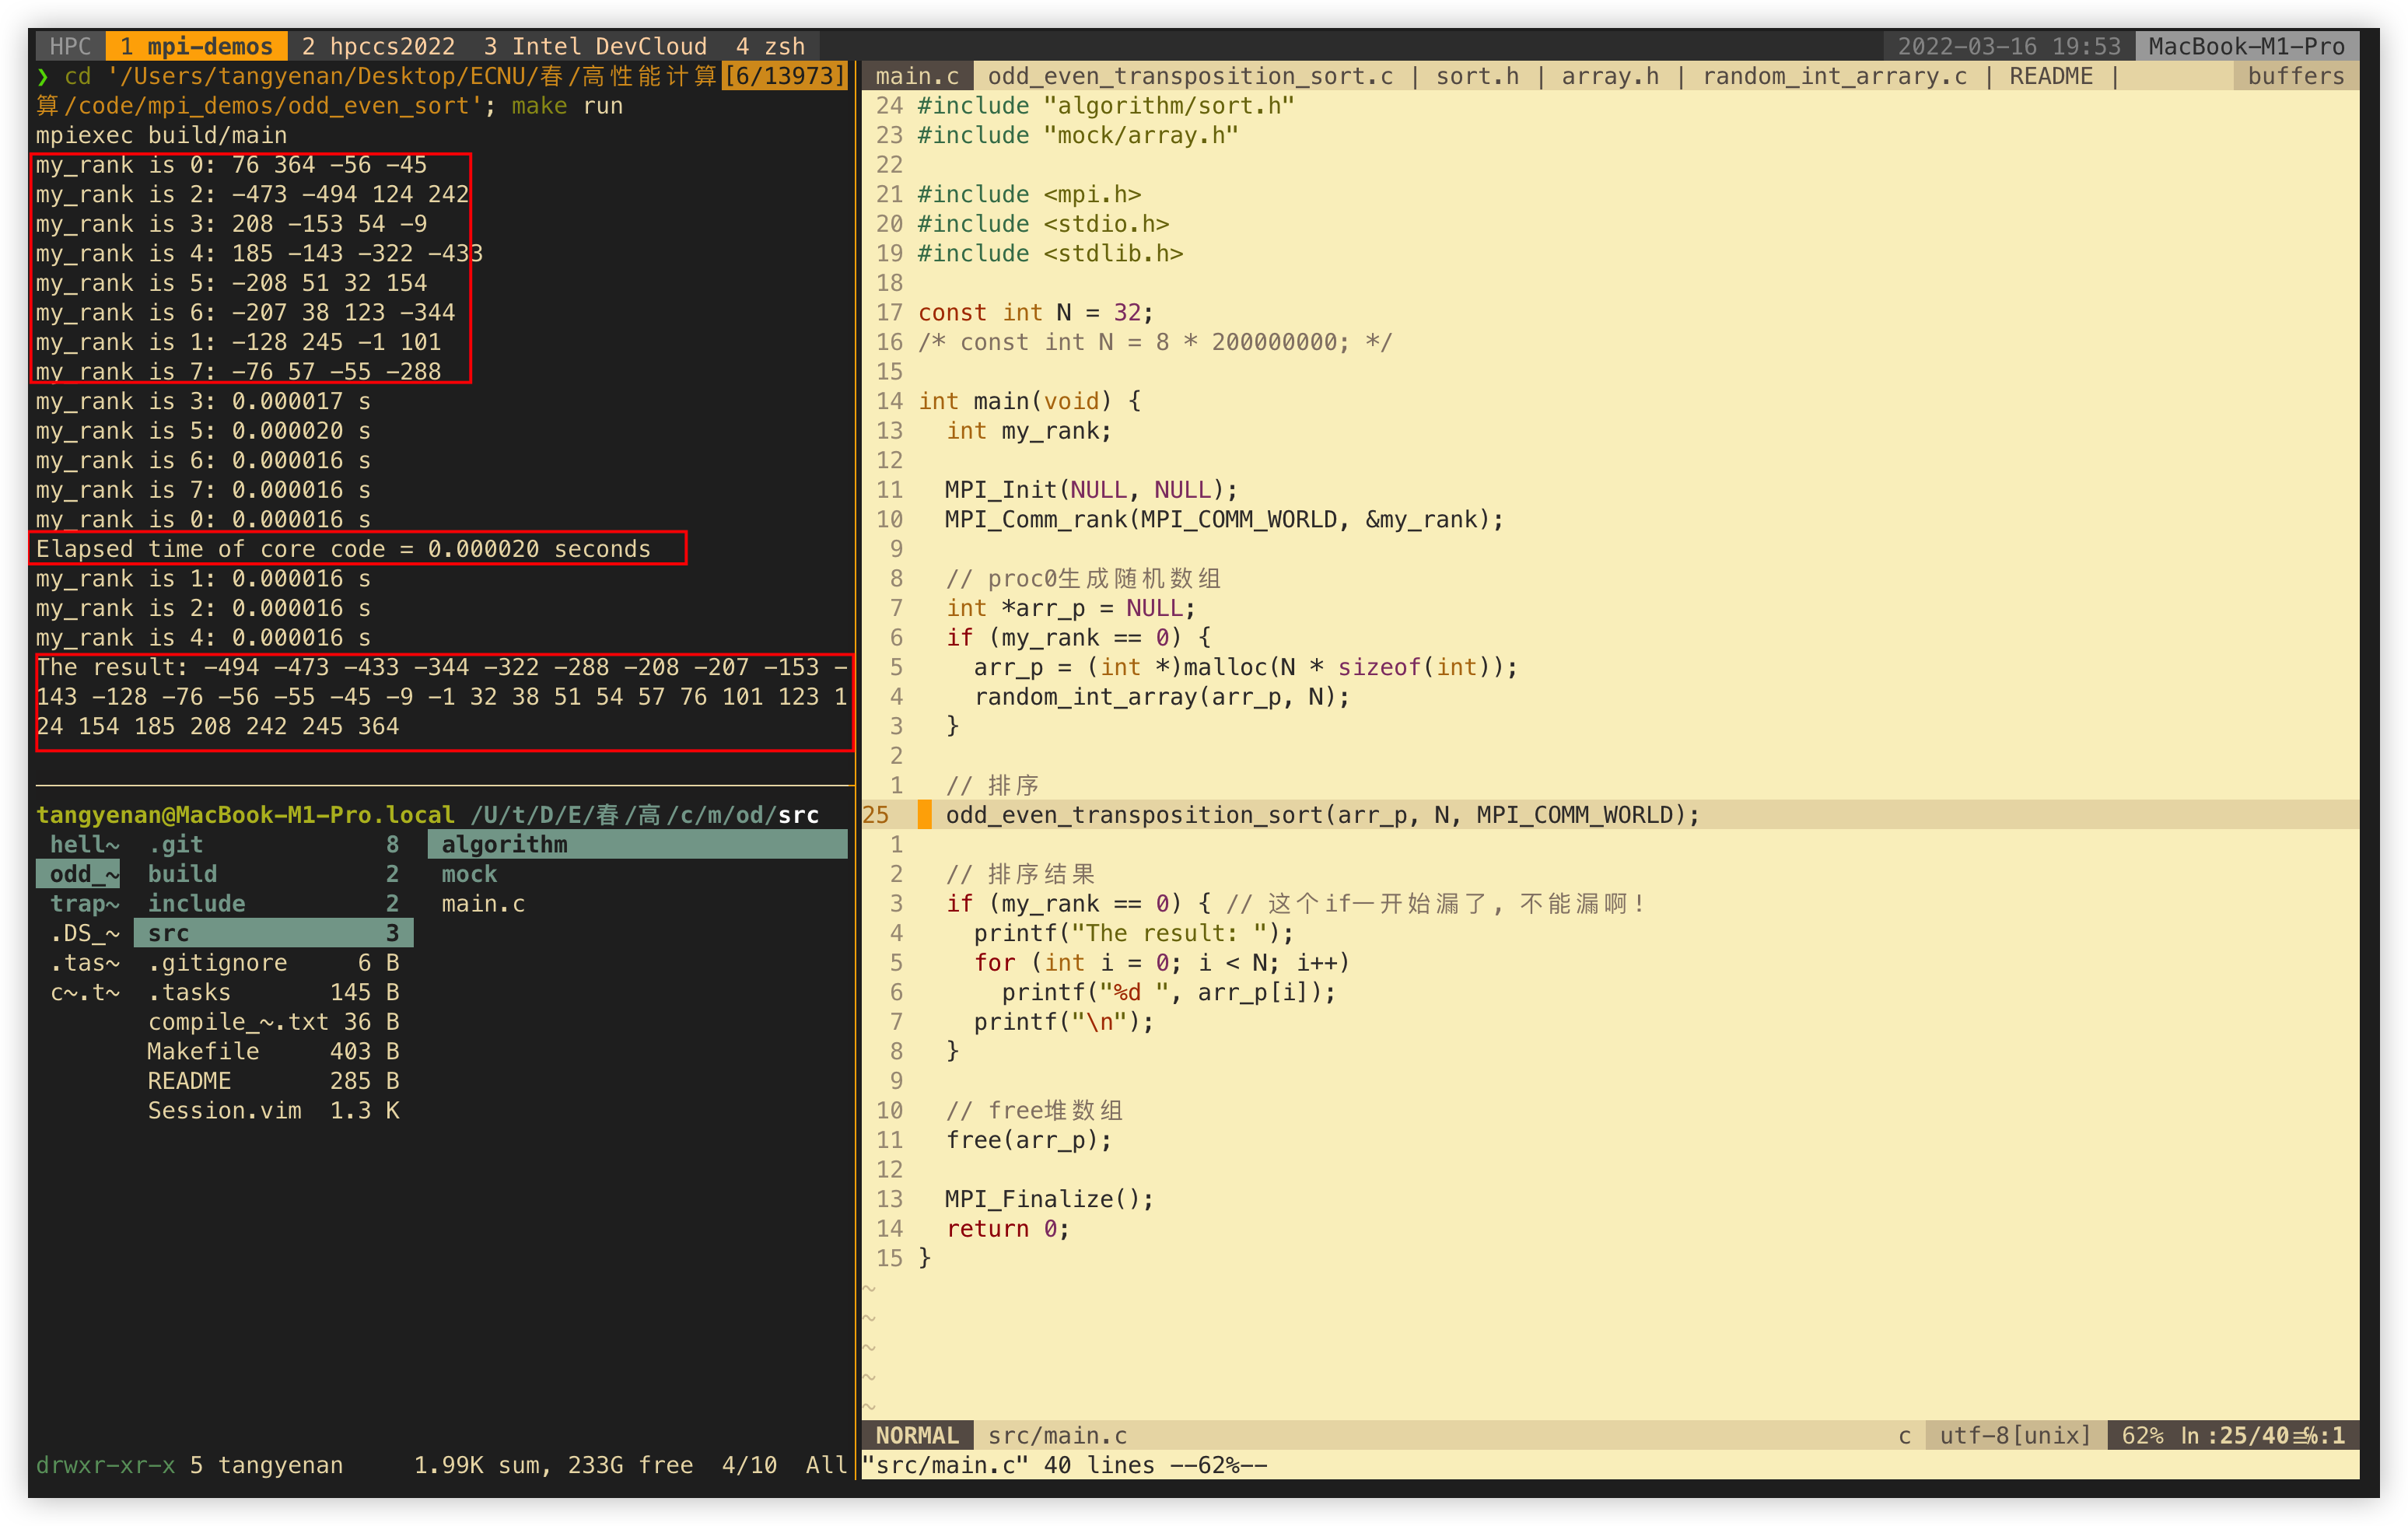 HPC 1 mpi-demos 2 hpccs2022 3 Intel DevCloud 4 zsh 2022-03-16 19:53 MacBook-M1-Pro
❯ cd '/Users/tangyenan/Desktop/ECNU/春/高性能计算 [6/13973]
算/code/mpi_demos/odd_even_sort'; make run
mpiexec build/main
my_rank is 0: 76 364 -56 -45
my_rank is 2: -473 -494 124 242
my_rank is 3: 208 -153 54 -9
my_rank is 4: 185 -143 -322 -433
my_rank is 5: -208 51 32 154
my_rank is 6: -207 38 123 -344
my_rank is 1: -128 245 -1 101
my_rank is 7: -76 57 -55 -288
my_rank is 3: 0.000017 s
my_rank is 5: 0.000020 s
my_rank is 6: 0.000016 s
my_rank is 7: 0.000016 s
my_rank is 0: 0.000016 s
Elapsed time of core code = 0.000020 seconds
my_rank is 1: 0.000016 s
my_rank is 2: 0.000016 s
my_rank is 4: 0.000016 s
The result: -494 -473 -433 -344 -322 -288 -208 -207 -153 -
143 -128 -76 -56 -55 -45 -9 -1 32 38 51 54 57 76 101 123 1
24 154 185 208 242 245 364
tangyenan@MacBook-M1-Pro.local /U/t/D/E/春/高/c/m/od/src
hell~ .git 8 algorithm
odd_~ build 2 mock
trap~ include 2 main.c
.DS_~ src 3
.tas~ .gitignore 6 B
c~.t~ .tasks 145 B
compile_~.txt 36 B
Makefile 403 B
README 285 B
Session.vim 1.3 K
drwxr-xr-x 5 tangyenan 1.99K sum, 233G free 4/10 All
main.c odd_even_transposition_sort.c | sort.h | array.h | random_int_arrary.c | README | buffers
24 #include "algorithm/sort.h"
23 #include "mock/array.h"
22
21 #include <mpi.h>
20 #include <stdio.h>
19 #include <stdlib.h>
18
17 const int N = 32;
16 /* const int N = 8 * 200000000; */
15
14 int main(void) {
13 int my_rank;
12
11 MPI_Init(NULL, NULL);
10 MPI_Comm_rank(MPI_COMM_WORLD, &my_rank);
9
8 // proc0生成随机数组
7 int *arr_p = NULL;
6 if (my_rank == 0) {
5 arr_p = (int *)malloc(N * sizeof(int));
4 random_int_array(arr_p, N);
3 }
2
1 // 排序
25 odd_even_transposition_sort(arr_p, N, MPI_COMM_WORLD);
1
2 // 排序结果
3 if (my_rank == 0) { // 这个if一开始漏了, 不能漏啊!
4 printf("The result: ");
5 for (int i = 0; i < N; i++)
6 printf("%d ", arr_p[i]);
7 printf("\n");
8 }
9
10 // free堆数组
11 free(arr_p);
12
13 MPI_Finalize();
14 return 0;
15 }
~
~
~
~
~
NORMAL src/main.c c utf-8[unix] 62% ln :25/40≡℅:1
"src/main.c" 40 lines --62%--